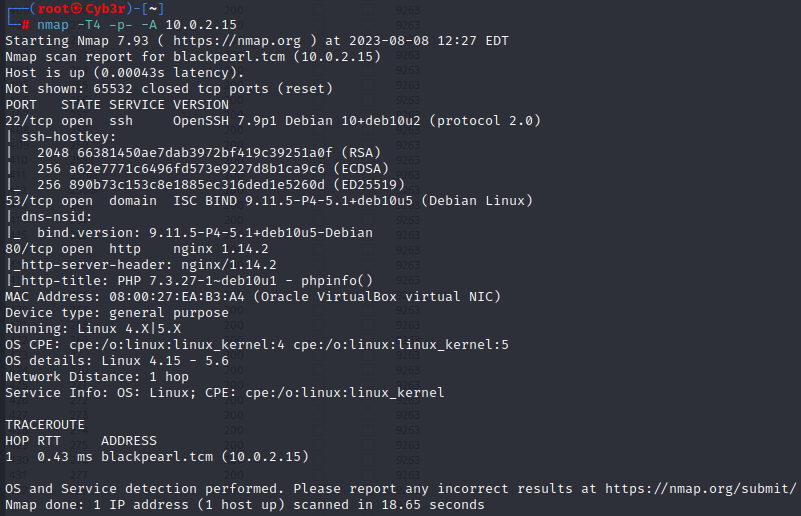 ┌──(root㉿Cyb3r)-[~]
└─# nmap -T4 -p- -A 10.0.2.15
Starting Nmap 7.93 ( https://nmap.org ) at 2023-08-08 12:27 EDT
Nmap scan report for blackpearl.tcm (10.0.2.15)
Host is up (0.00043s latency).
Not shown: 65532 closed tcp ports (reset)
PORT   STATE SERVICE VERSION
22/tcp open  ssh     OpenSSH 7.9p1 Debian 10+deb10u2 (protocol 2.0)
| ssh-hostkey:
|   2048 66381450ae7dab3972bf419c39251a0f (RSA)
|   256 a62e7771c6496fd573e9227d8b1ca9c6 (ECDSA)
|_  256 890b73c153c8e1885ec316ded1e5260d (ED25519)
53/tcp open  domain  ISC BIND 9.11.5-P4-5.1+deb10u5 (Debian Linux)
| dns-nsid:
|_  bind.version: 9.11.5-P4-5.1+deb10u5-Debian
80/tcp open  http    nginx 1.14.2
|_http-server-header: nginx/1.14.2
|_http-title: PHP 7.3.27-1~deb10u1 - phpinfo()
MAC Address: 08:00:27:EA:B3:A4 (Oracle VirtualBox virtual NIC)
Device type: general purpose
Running: Linux 4.X|5.X
OS CPE: cpe:/o:linux:linux_kernel:4 cpe:/o:linux:linux_kernel:5
OS details: Linux 4.15 - 5.6
Network Distance: 1 hop
Service Info: OS: Linux; CPE: cpe:/o:linux:linux_kernel

TRACEROUTE
HOP RTT     ADDRESS
1   0.43 ms blackpearl.tcm (10.0.2.15)

OS and Service detection performed. Please report any incorrect results at https://nmap.org/submit/
Nmap done: 1 IP address (1 host up) scanned in 18.65 seconds